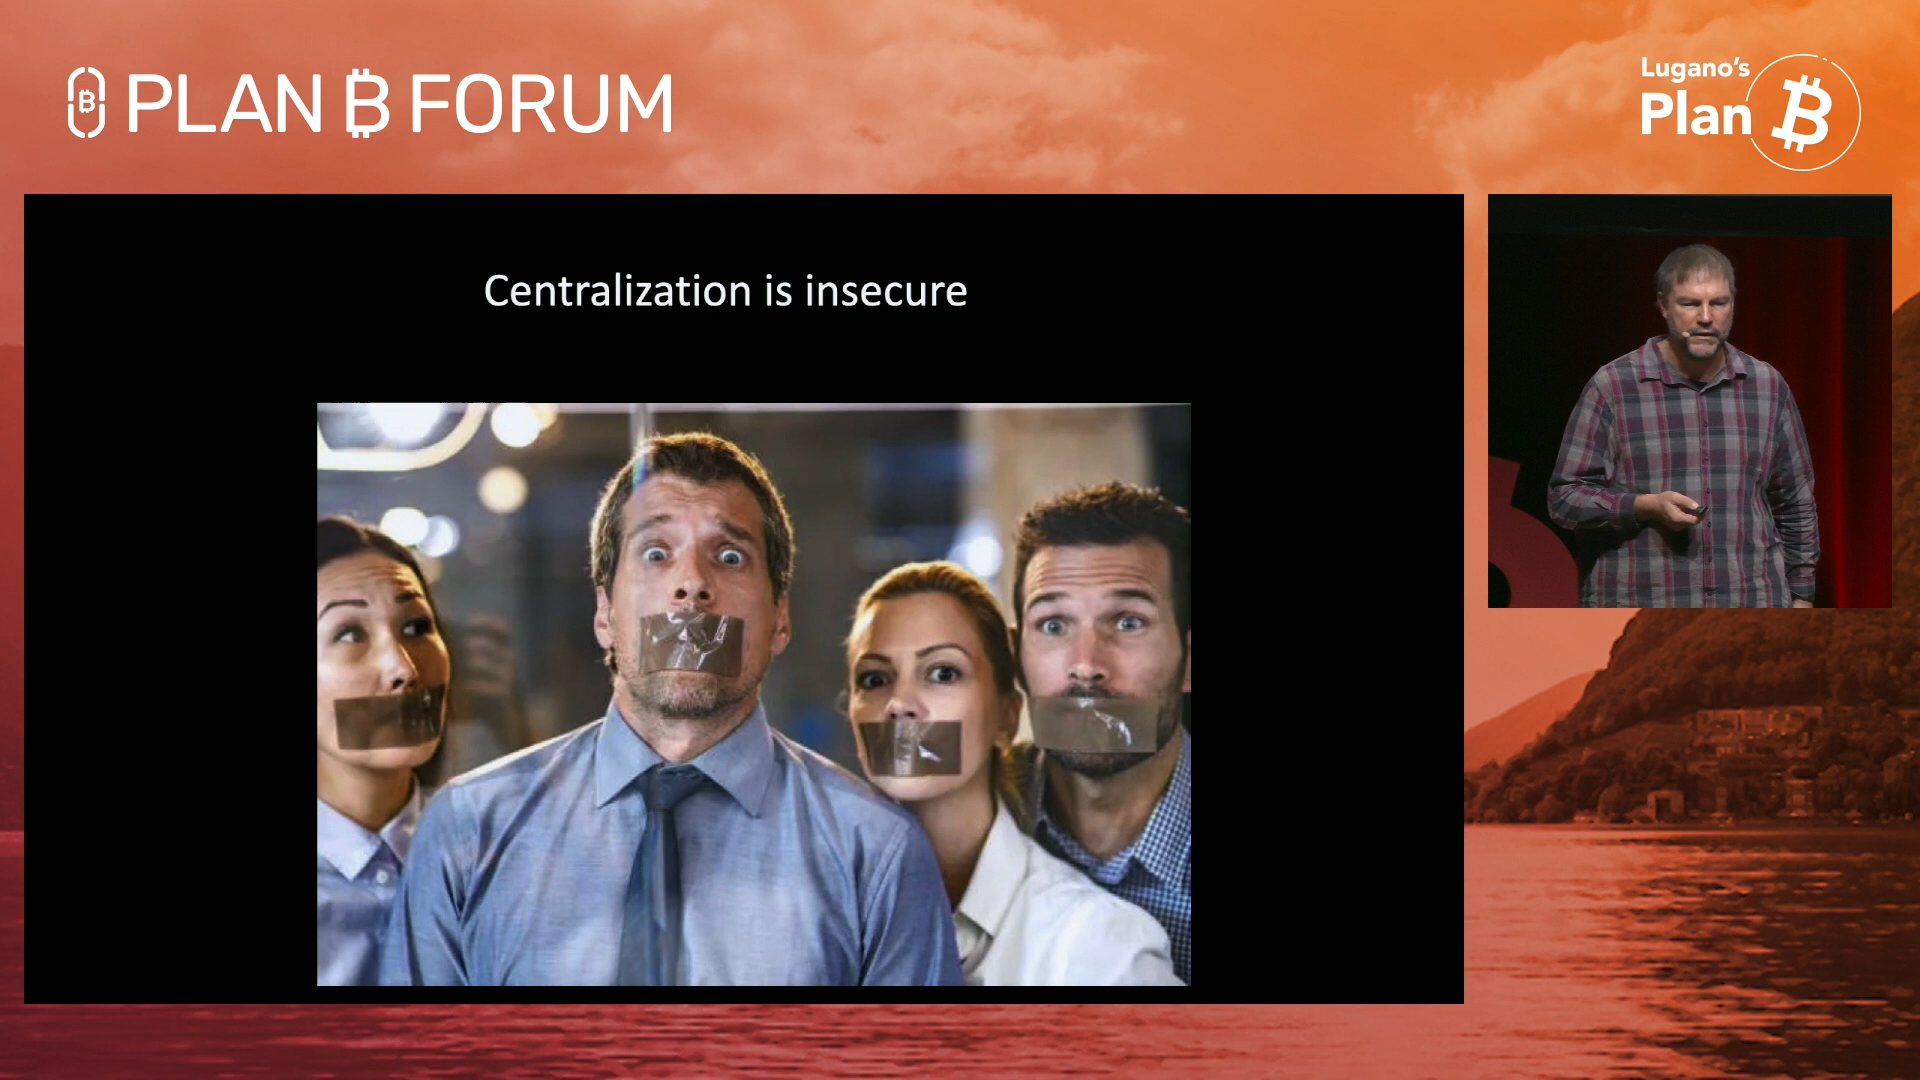 PLAN ₿ FORUM
Lugano's
Plan ₿
Centralization is insecure